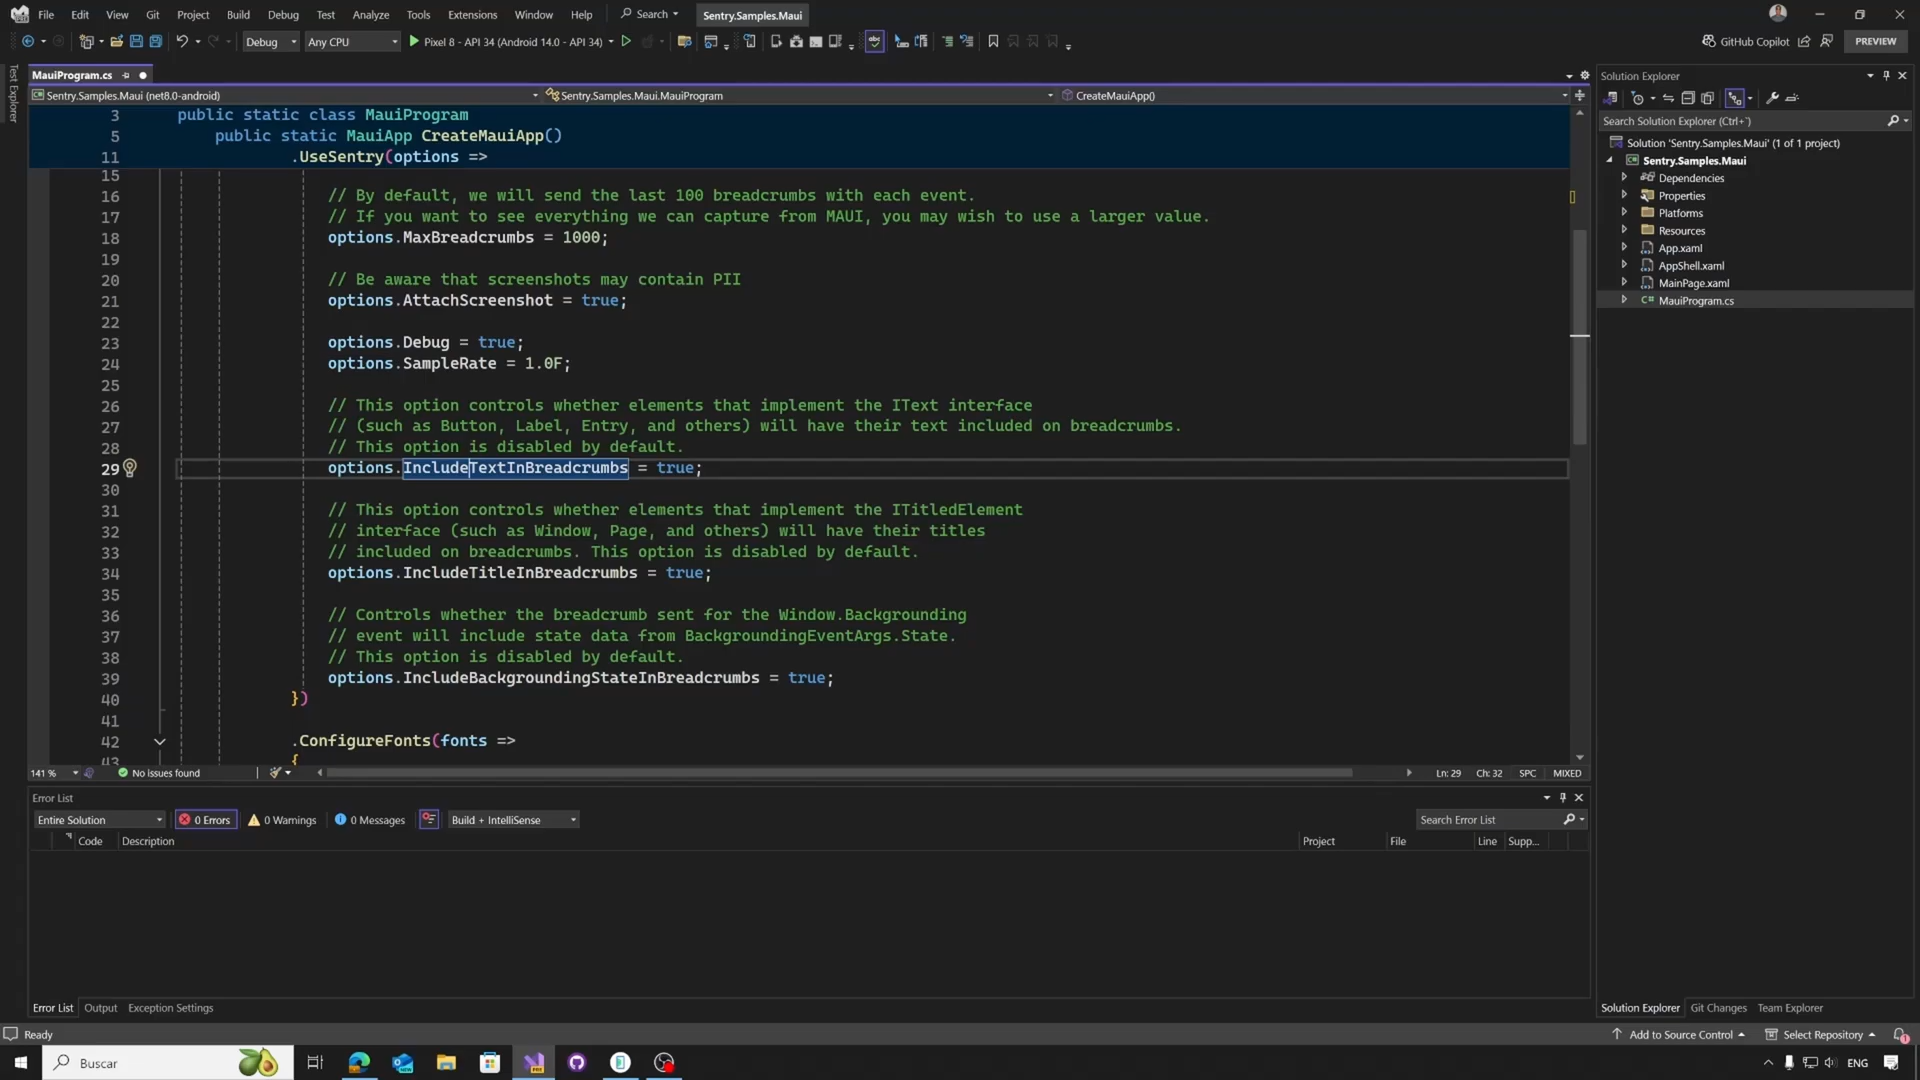 File Edit View Git Project Build Debug Test Analyze Tools Extensions Window Help Search Sentry.Samples.Maui
Debug Any CPU Pixel 8 - API 34 (Android 14.0 - API 34) GitHub Copilot PREVIEW
Test Explorer
MauiProgram.cs
Sentry.Samples.Maui (net8.0-android) Sentry.Samples.Maui.MauiProgram CreateMauiApp()
3 public static class MauiProgram
5 public static MauiApp CreateMauiApp()
11 .UseSentry(options =>
15
16 // By default, we will send the last 100 breadcrumbs with each event.
17 // If you want to see everything we can capture from MAUI, you may wish to use a larger value.
18 options.MaxBreadcrumbs = 1000;
19
20 // Be aware that screenshots may contain PII
21 options.AttachScreenshot = true;
22
23 options.Debug = true;
24 options.SampleRate = 1.0F;
25
26 // This option controls whether elements that implement the IText interface
27 // (such as Button, Label, Entry, and others) will have their text included on breadcrumbs.
28 // This option is disabled by default.
29 options.IncludeTextInBreadcrumbs = true;
30
31 // This option controls whether elements that implement the ITitledElement
32 // interface (such as Window, Page, and others) will have their titles
33 // included on breadcrumbs. This option is disabled by default.
34 options.IncludeTitleInBreadcrumbs = true;
35
36 // Controls whether the breadcrumb sent for the Window.Backgrounding
37 // event will include state data from BackgroundingEventArgs.State.
38 // This option is disabled by default.
39 options.IncludeBackgroundingStateInBreadcrumbs = true;
40 })
41
42 .ConfigureFonts(fonts =>
43 {
141 % No issues found Ln: 29 Ch: 32 SPC MIXED
Error List
Entire Solution 0 Errors 0 Warnings 0 Messages Build + IntelliSense Search Error List
Code Description Project File Line Supp...
Error List Output Exception Settings
Solution Explorer
Search Solution Explorer (Ctrl+`)
Solution 'Sentry.Samples.Maui' (1 of 1 project)
Sentry.Samples.Maui
Dependencies
Properties
Platforms
Resources
App.xaml
AppShell.xaml
MainPage.xaml
C# MauiProgram.cs
Solution Explorer Git Changes Team Explorer
Ready Add to Source Control Select Repository 1
Buscar PRE ENG